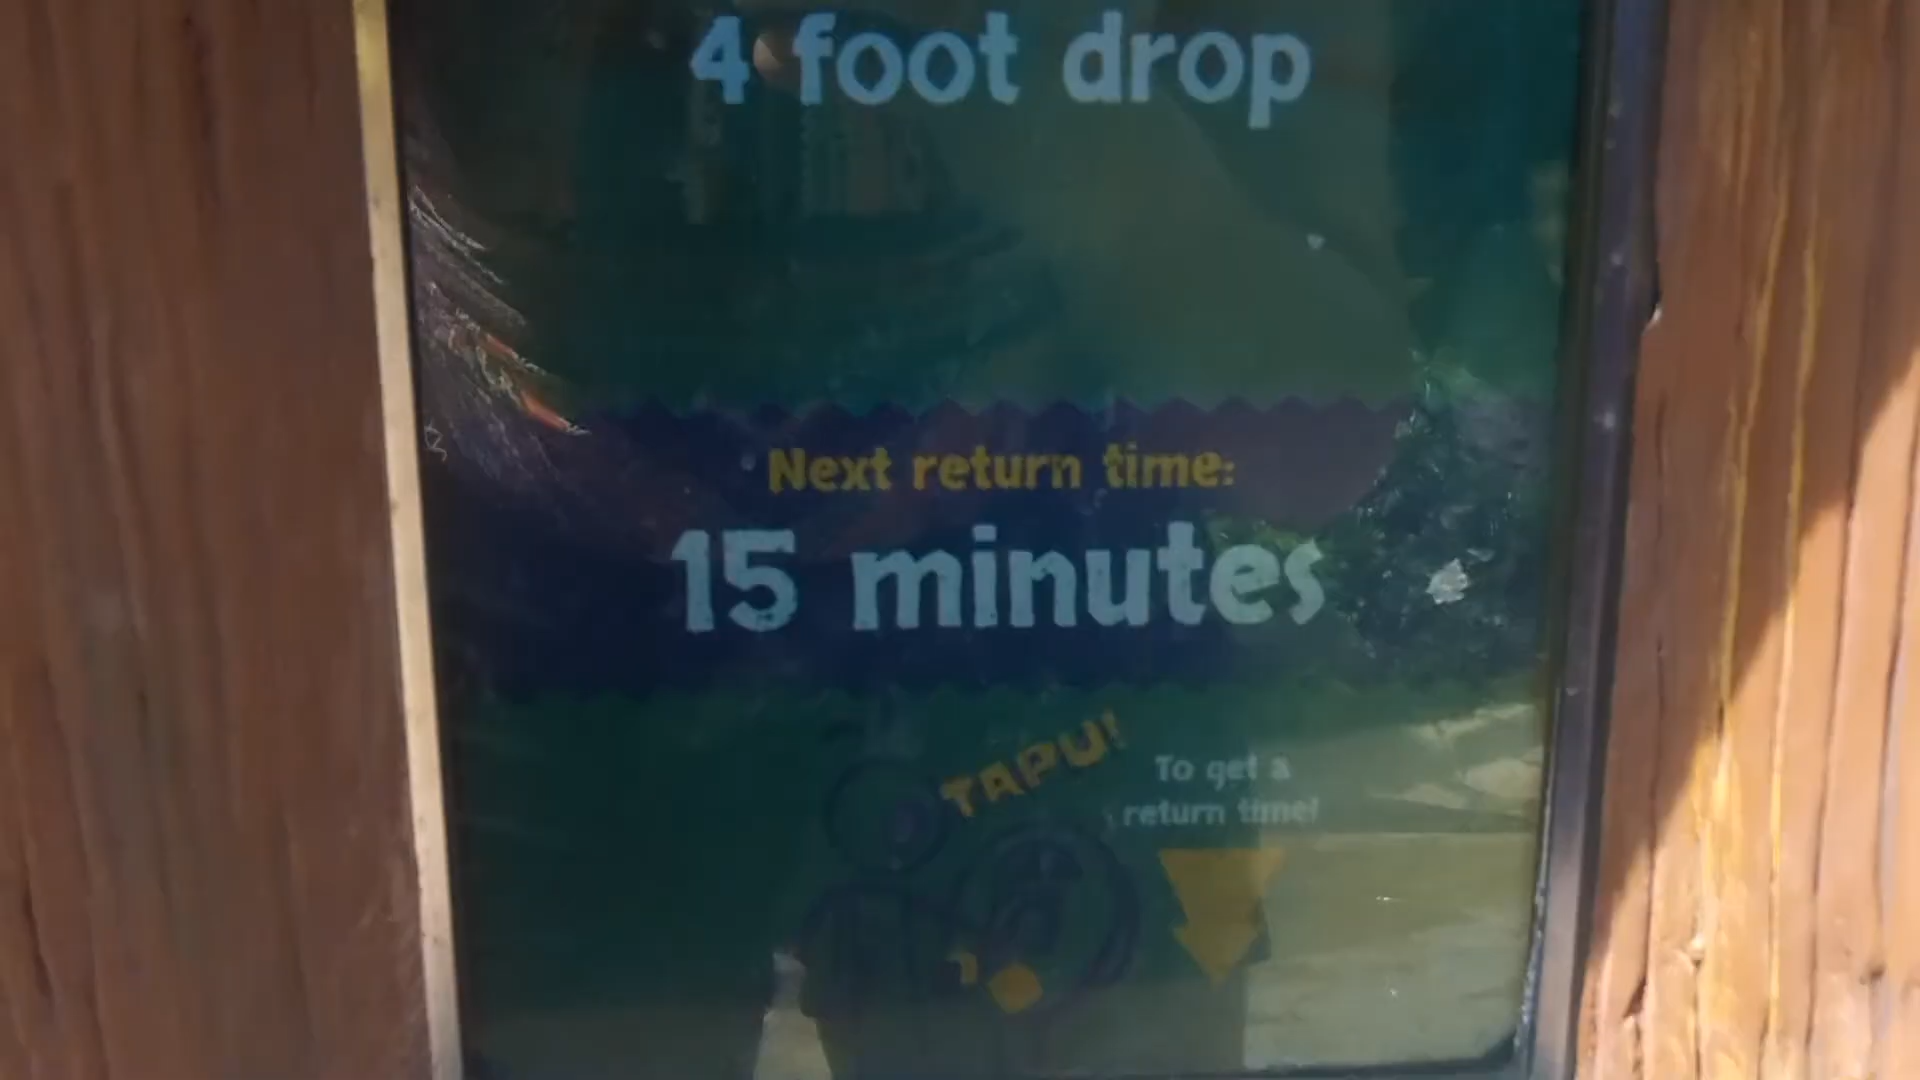 4 foot drop
Next return time:
15 minutes
TAPU!
To get a
return time!